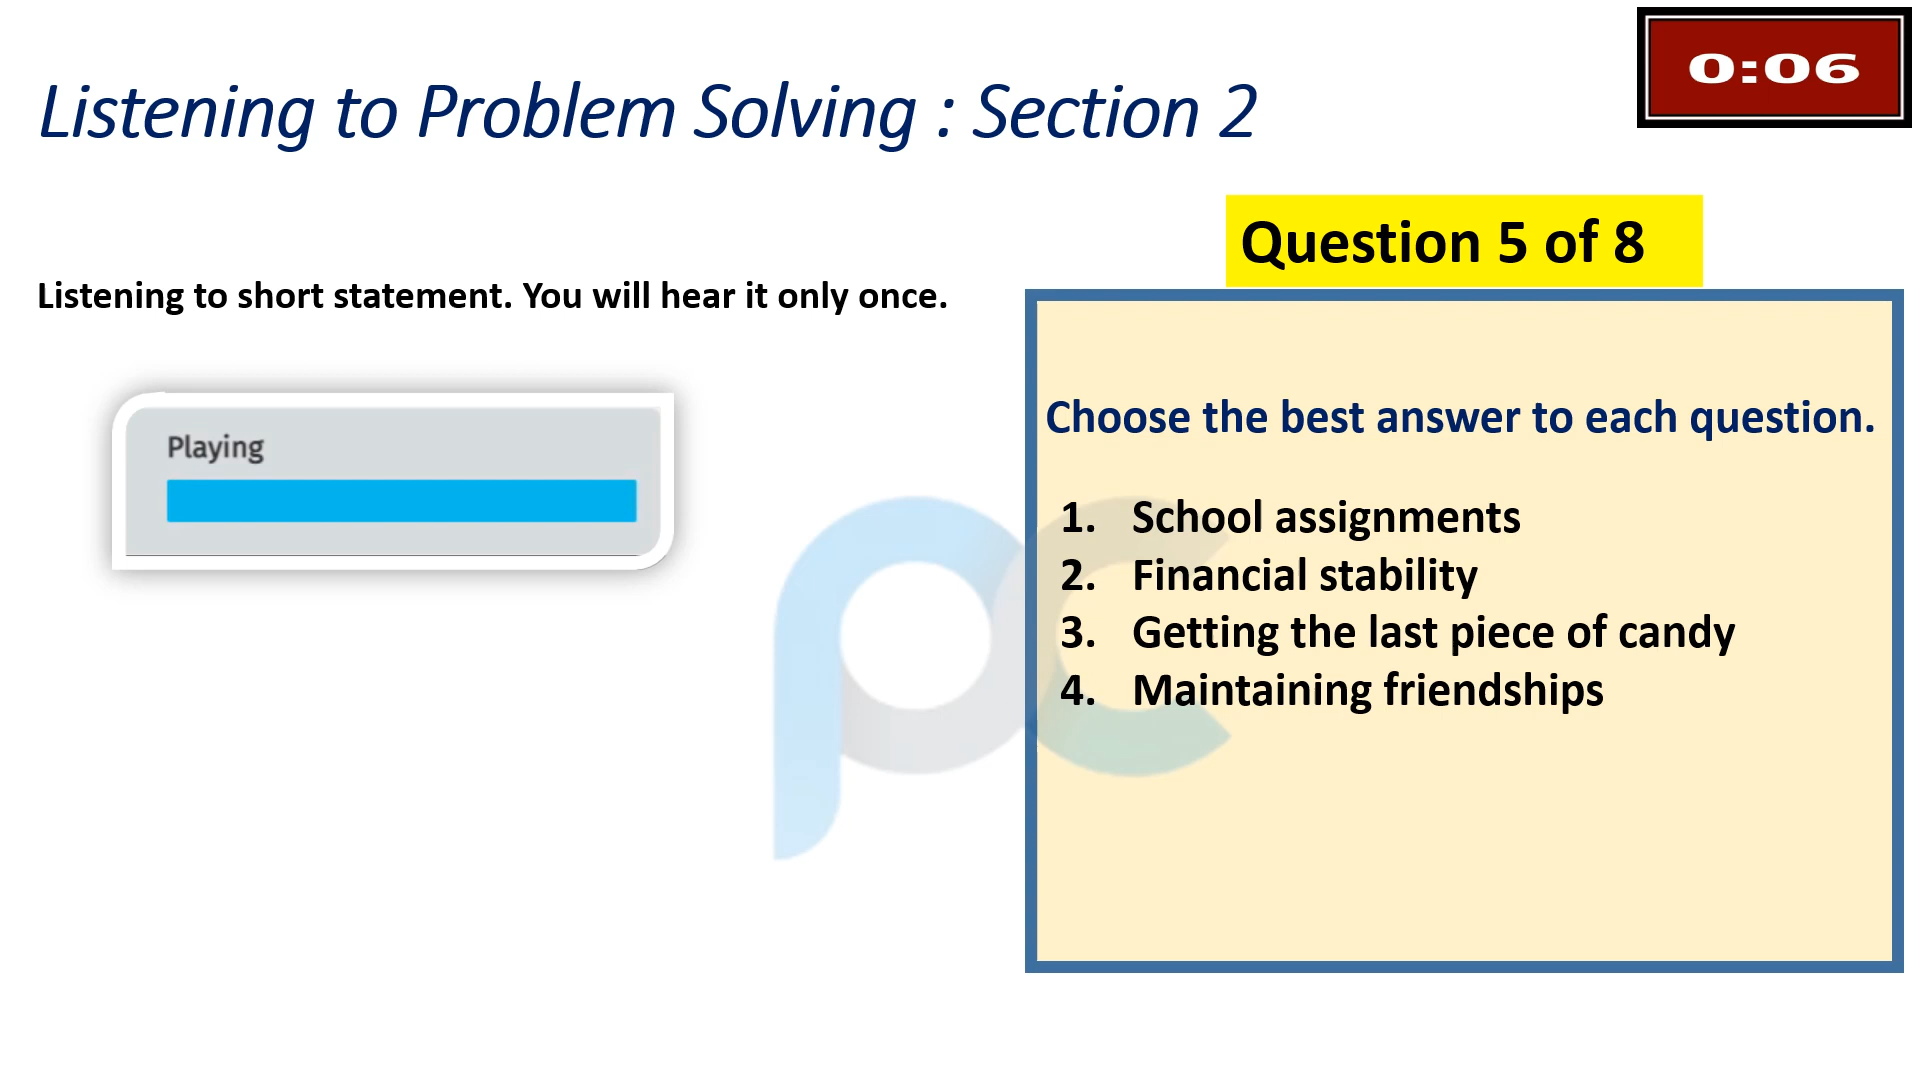 0:06
Listening to Problem Solving : Section 2
Question 5 of 8
Listening to short statement. You will hear it only once.
Playing
Choose the best answer to each question.
1. School assignments
2. Financial stability
3. Getting the last piece of candy
4. Maintaining friendships